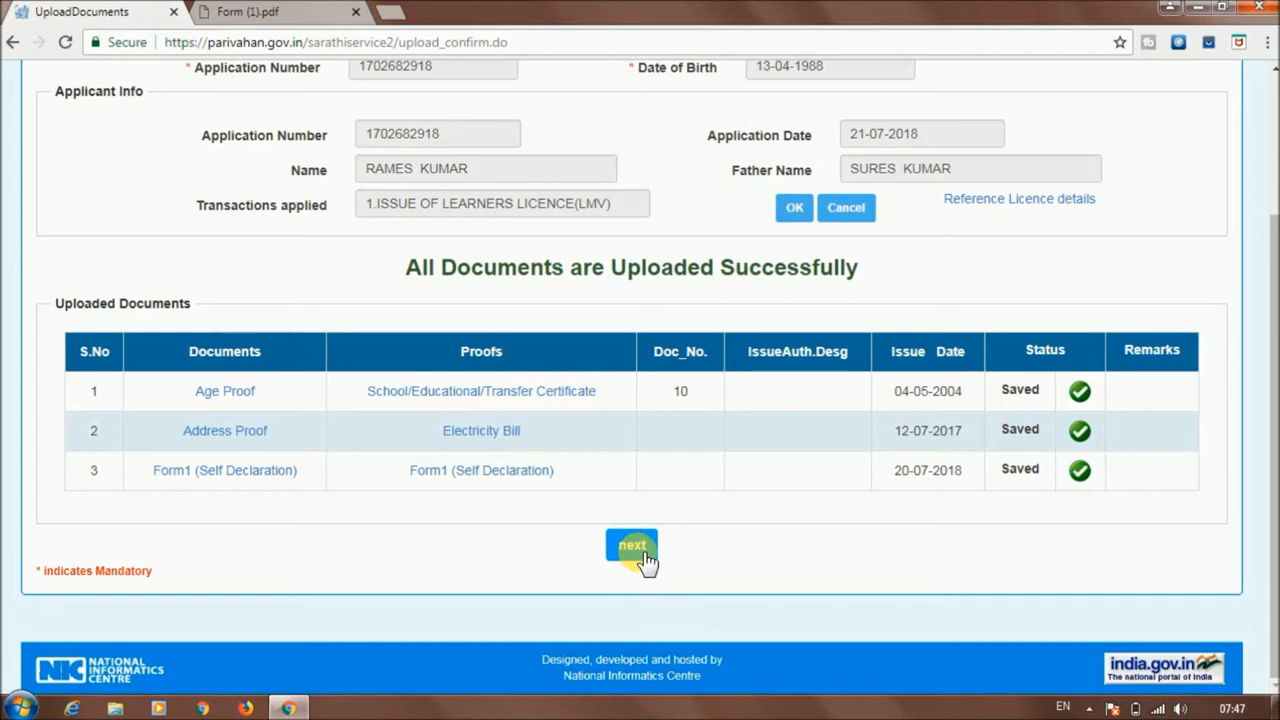 UploadDocuments
Form (1).pdf
Secure
https://parivahan.gov.in/sarathiservice2/upload_confirm.do
* Application Number 1702682918 * Date of Birth 13-04-1988
Applicant Info
Application Number 1702682918 Application Date 21-07-2018
Name RAMES KUMAR Father Name SURES KUMAR
Transactions applied 1.ISSUE OF LEARNERS LICENCE(LMV) OK Cancel Reference Licence details
All Documents are Uploaded Successfully
Uploaded Documents
S.No Documents Proofs Doc_No. IssueAuth.Desg Issue Date Status Remarks
1 Age Proof School/Educational/Transfer Certificate 10 04-05-2004 Saved
2 Address Proof Electricity Bill 12-07-2017 Saved
3 Form1 (Self Declaration) Form1 (Self Declaration) 20-07-2018 Saved
next
* indicates Mandatory
NIC NATIONAL INFORMATICS CENTRE
Designed, developed and hosted by
National Informatics Centre
india.gov.in
The national portal of India
EN 07:47